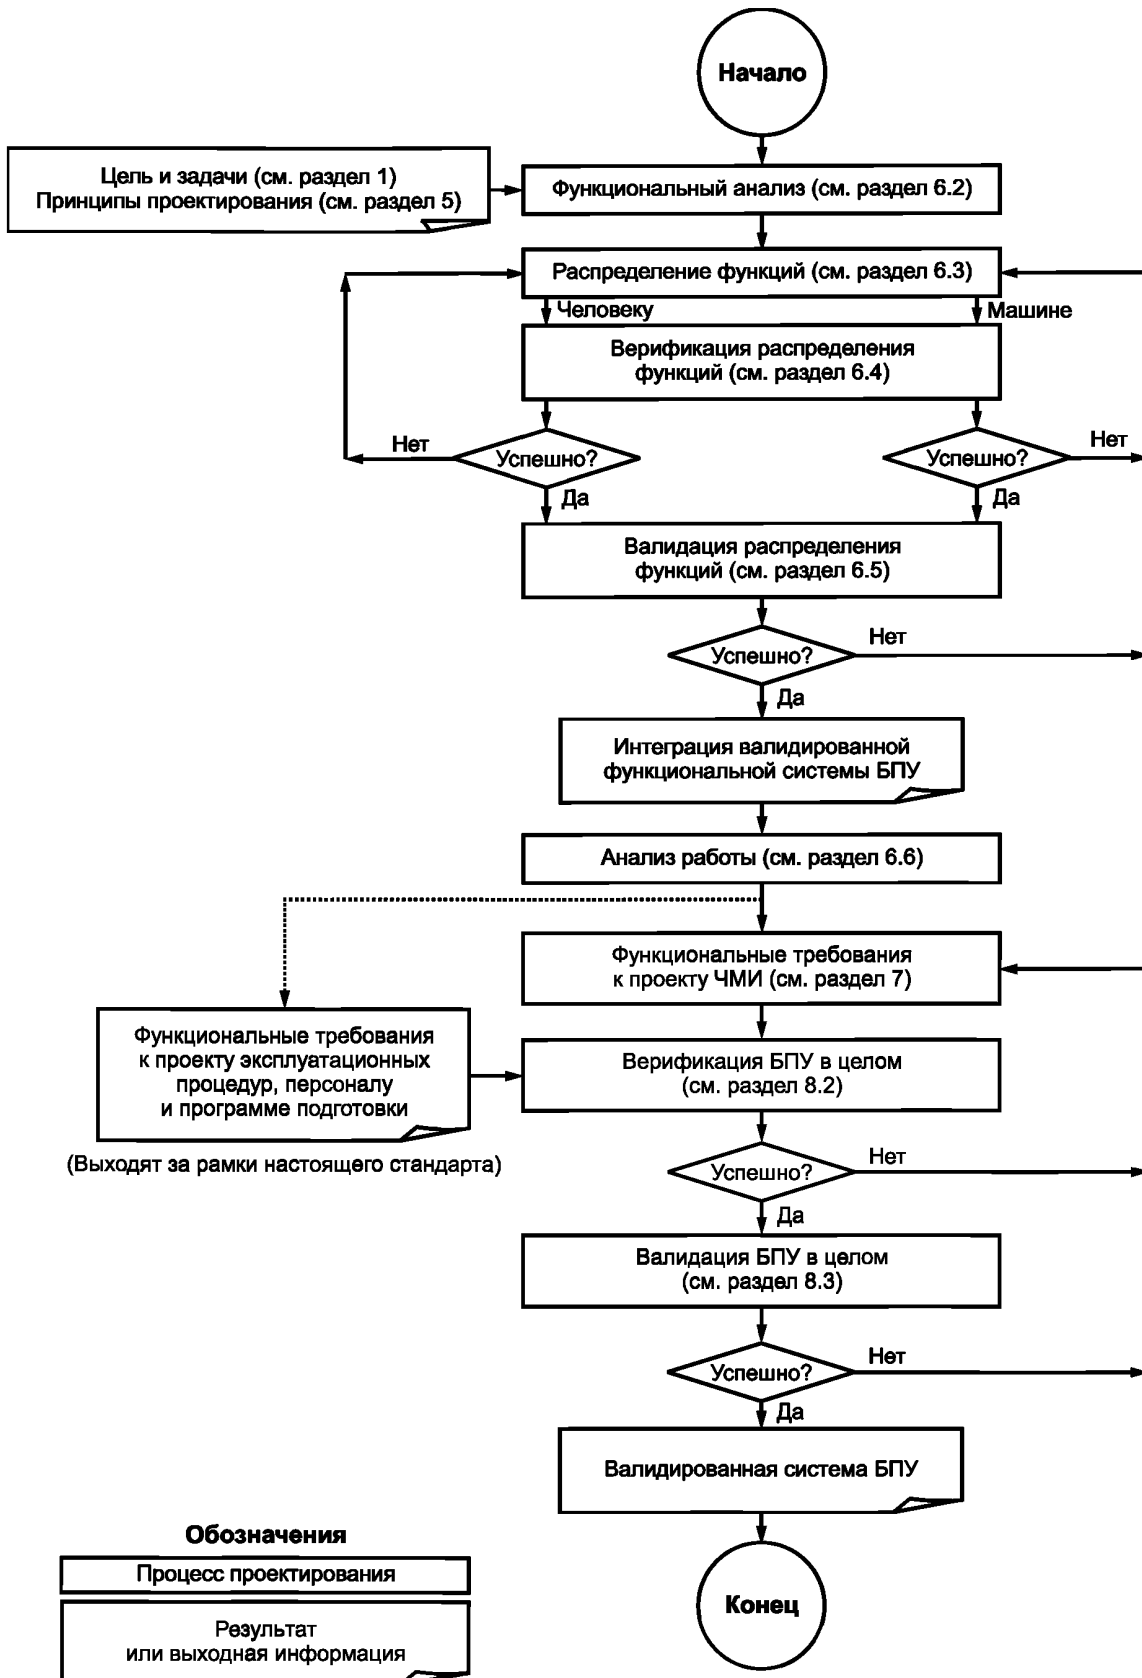 Начало
Цель и задачи (см. раздел 1)
Принципы проектирования (см. раздел 5)
Функциональный анализ (см. раздел 6.2)
Распределение функций (см. раздел 6.3)
Человеку
Машине
Верификация распределения
функций (см. раздел 6.4)
Нет
Успешно?
Успешно?
Нет
Да
Да
Валидация распределения
функций (см. раздел 6.5)
Успешно?
Нет
Да
Интеграция валидированной
функциональной системы БПУ
Анализ работы (см. раздел 6.6)
Функциональные требования
к проекту ЧМИ (см. раздел 7)
Функциональные требования
к проекту эксплуатационных
процедур, персоналу
и программе подготовки
(Выходят за рамки настоящего стандарта)
Верификация БПУ в целом
(см. раздел 8.2)
Успешно?
Нет
Да
Валидация БПУ в целом
(см. раздел 8.3)
Успешно?
Нет
Да
Валидированная система БПУ
Конец
Обозначения
Процесс проектирования
Результат
или выходная информация